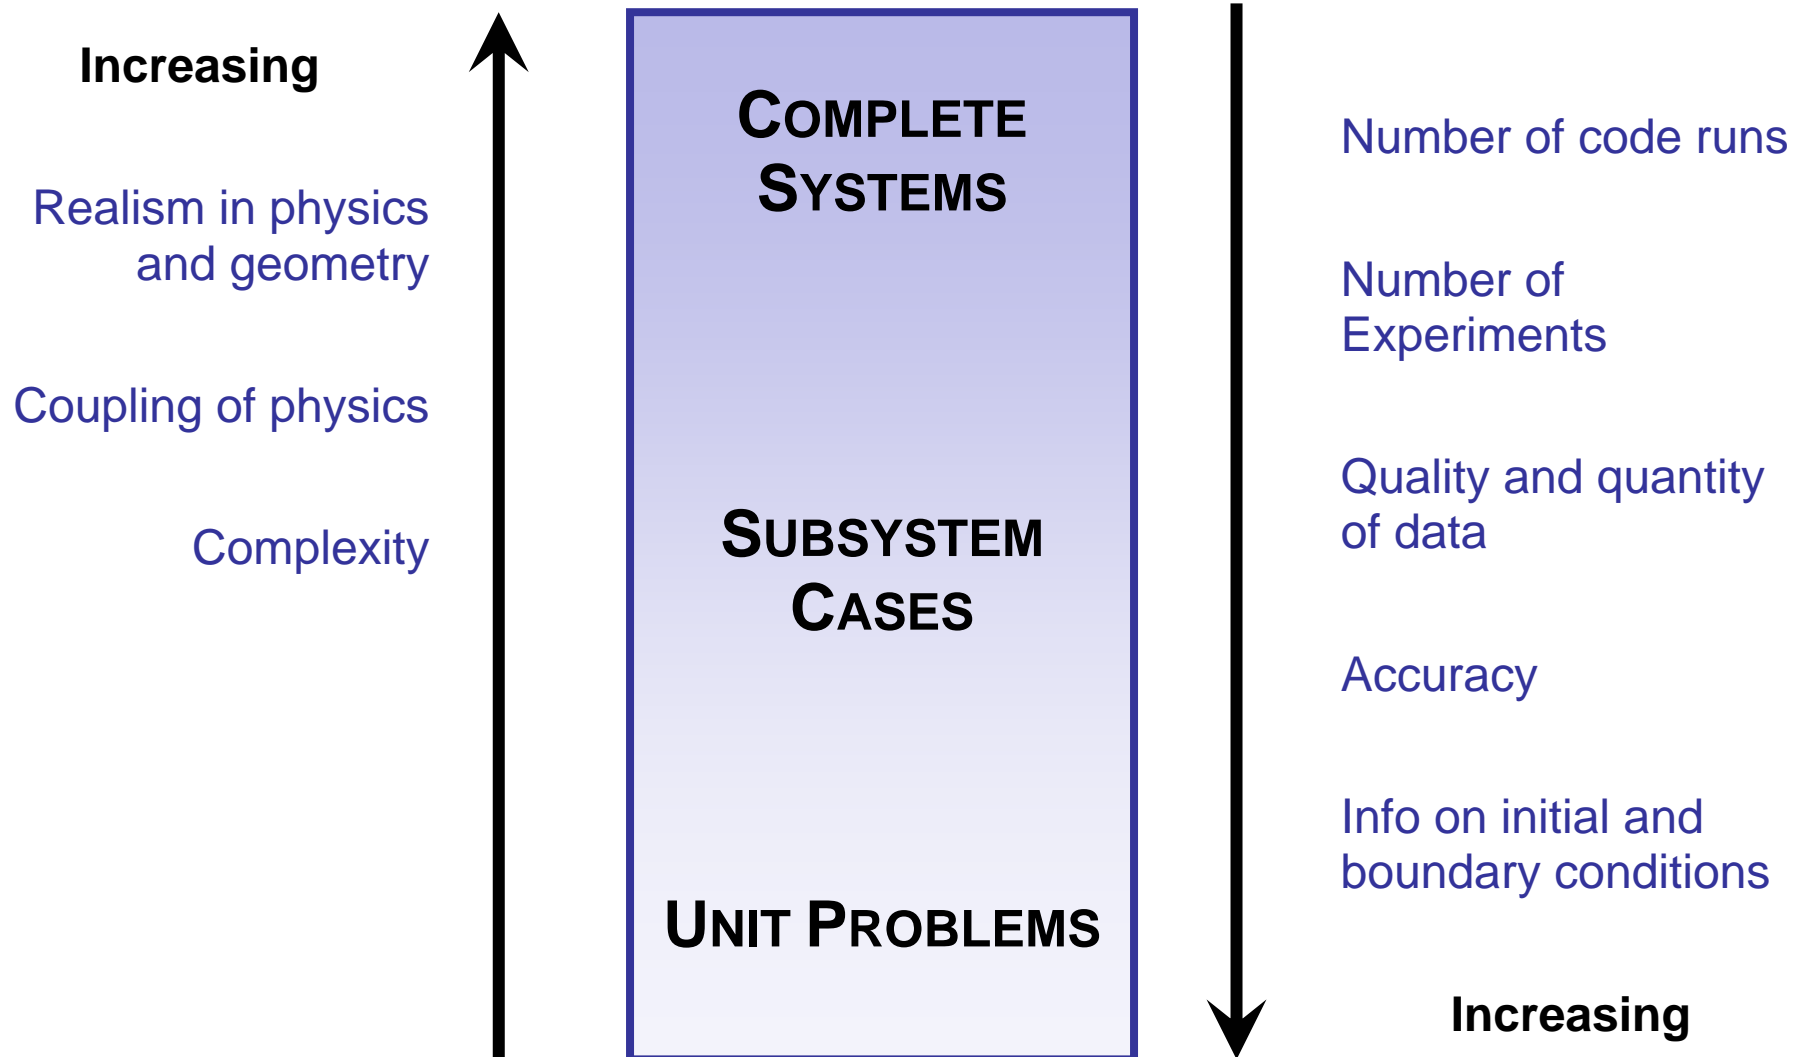 Increasing
Realism in physics
and geometry
Coupling of physics
Complexity
COMPLETE
SYSTEMS
SUBSYSTEM
CASES
UNIT PROBLEMS
Number of code runs
Number of
Experiments
Quality and quantity
of data
Accuracy
Info on initial and
boundary conditions
Increasing